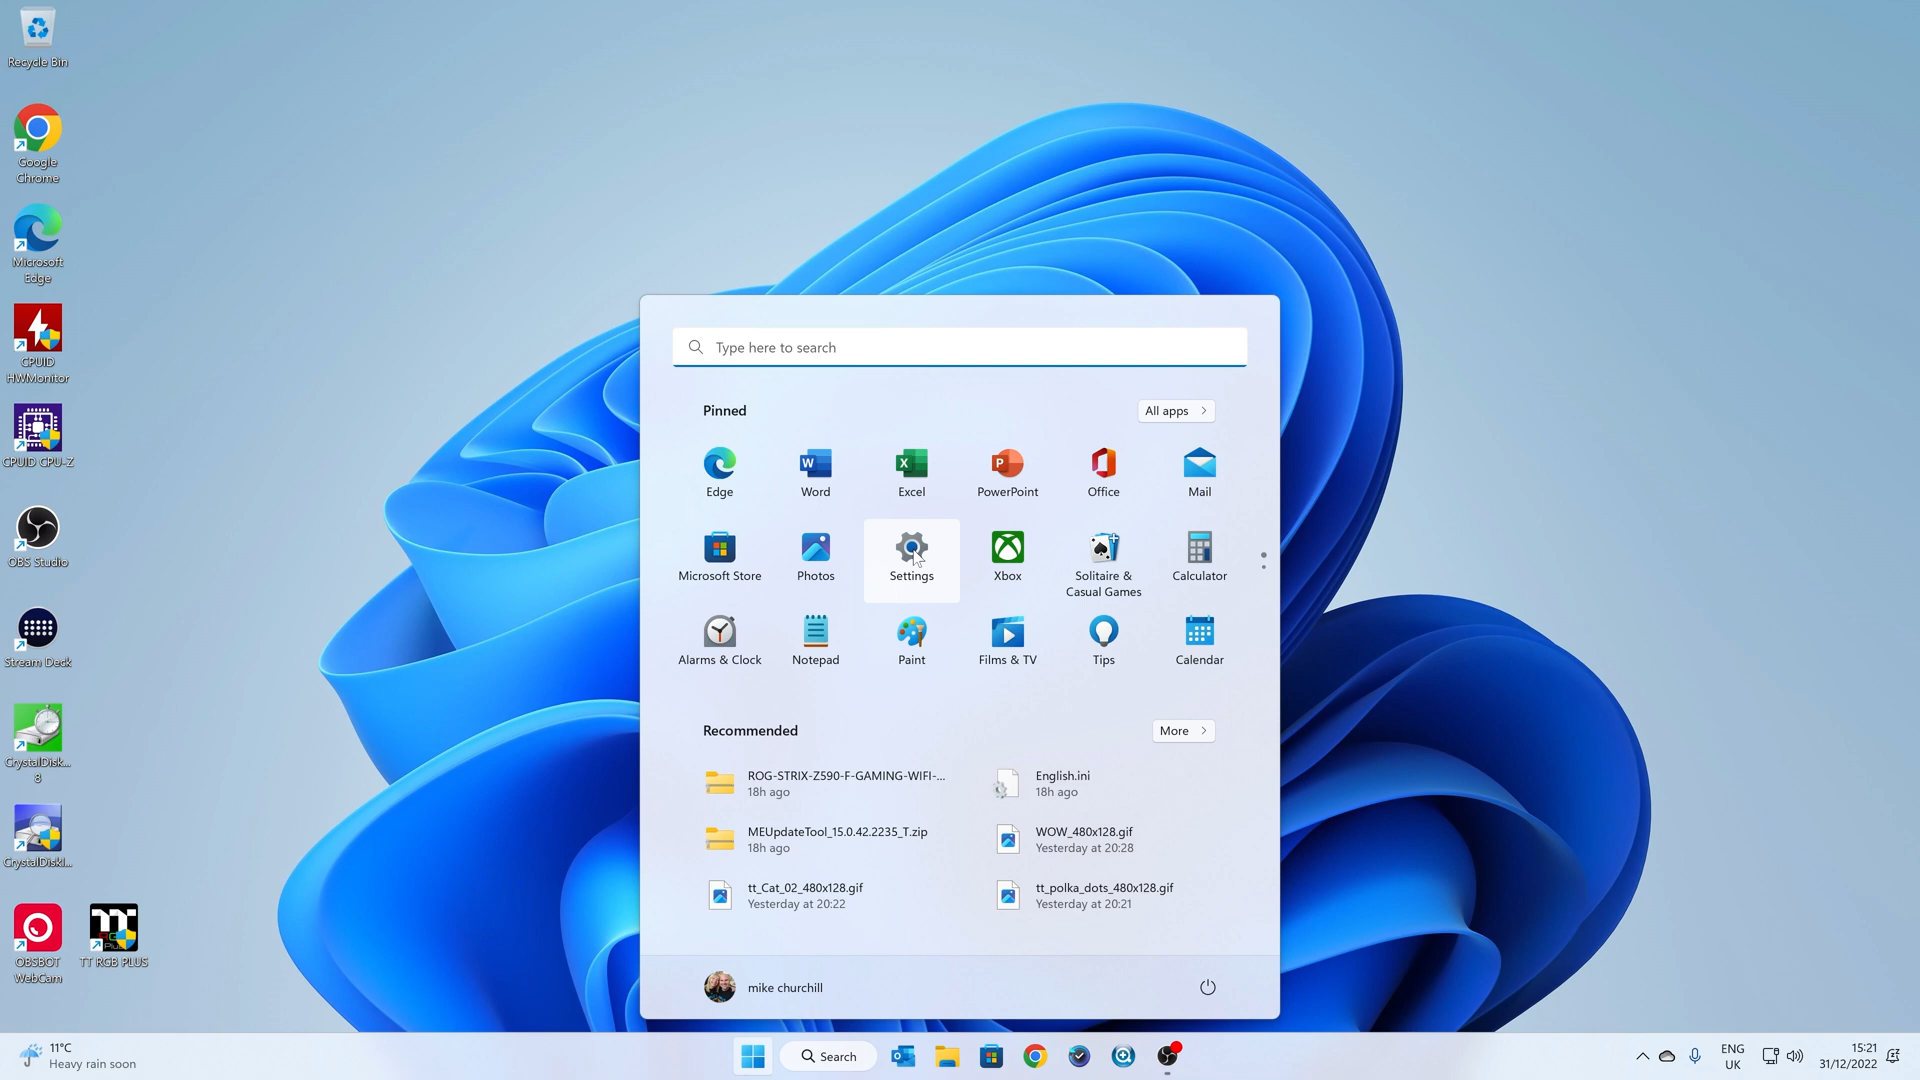 Recycle Bin
Google
Chrome
Microsoft
Edge
CPUID
HWMonitor
CPUID CPU-Z
OBS Studio
Stream Deck
CrystalDisk...
8
CrystalDiskI...
OBSBOT
WebCam
TT RGB PLUS
Type here to search
Pinned
All apps
Edge
Word
Excel
PowerPoint
Office
Mail
Microsoft Store
Photos
Settings
Xbox
Solitaire &
Casual Games
Calculator
Alarms & Clock
Notepad
Paint
Films & TV
Tips
Calendar
Recommended
More
ROG-STRIX-Z590-F-GAMING-WIFI-...
18h ago
English.ini
18h ago
MEUpdateTool_15.0.42.2235_T.zip
18h ago
WOW_480x128.gif
Yesterday at 20:28
tt_Cat_02_480x128.gif
Yesterday at 20:22
tt_polka_dots_480x128.gif
Yesterday at 20:21
mike churchill
11°C
Heavy rain soon
Search
ENG
UK
15:21
31/12/2022